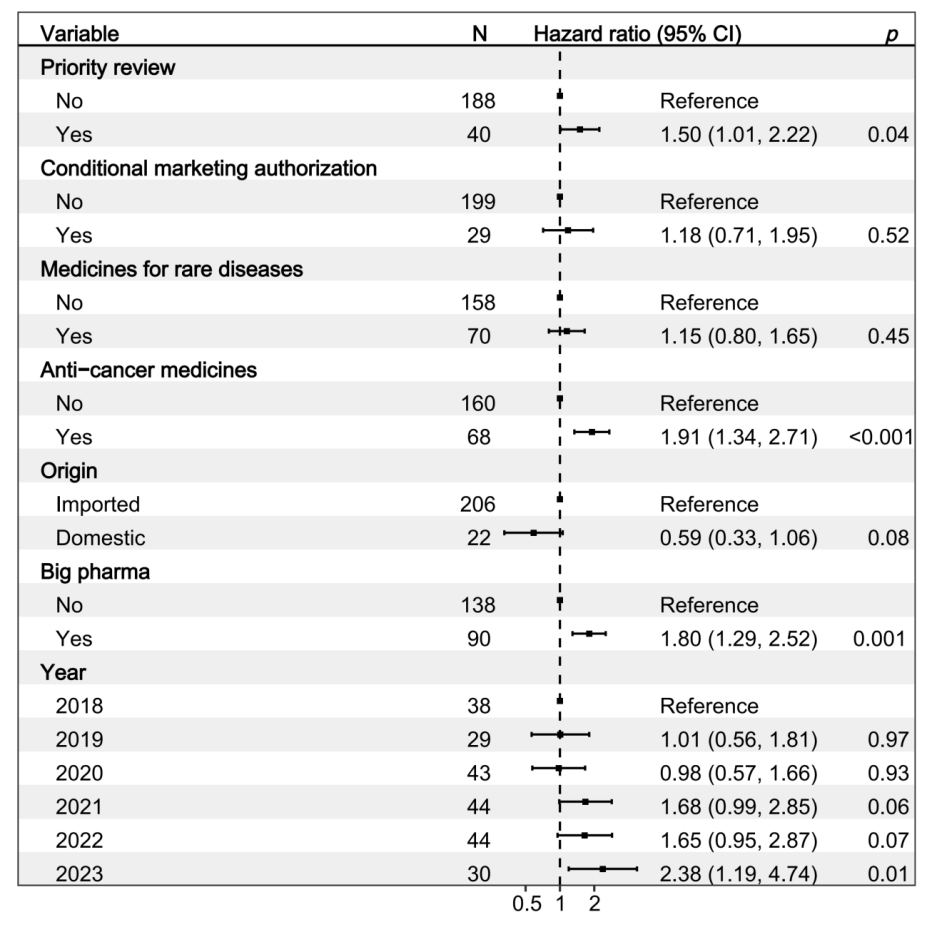 Variable N Hazard ratio (95% CI) p
Priority review
No 188 Reference
Yes 40 1.50 (1.01, 2.22) 0.04
Conditional marketing authorization
No 199 Reference
Yes 29 1.18 (0.71, 1.95) 0.52
Medicines for rare diseases
No 158 Reference
Yes 70 1.15 (0.80, 1.65) 0.45
Anti−cancer medicines
No 160 Reference
Yes 68 1.91 (1.34, 2.71) <0.001
Origin
Imported 206 Reference
Domestic 22 0.59 (0.33, 1.06) 0.08
Big pharma
No 138 Reference
Yes 90 1.80 (1.29, 2.52) 0.001
Year
2018 38 Reference
2019 29 1.01 (0.56, 1.81) 0.97
2020 43 0.98 (0.57, 1.66) 0.93
2021 44 1.68 (0.99, 2.85) 0.06
2022 44 1.65 (0.95, 2.87) 0.07
2023 30 2.38 (1.19, 4.74) 0.01
0.5 1 2